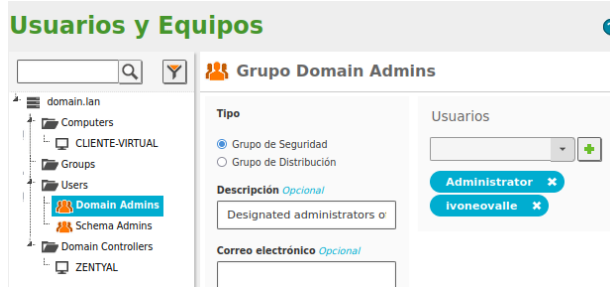 Usuarios y Equipos
domain.lan
Computers
CLIENTE-VIRTUAL
Groups
Users
Domain Admins
Schema Admins
Domain Controllers
ZENTYAL
Grupo Domain Admins
Tipo
Grupo de Seguridad
Grupo de Distribución
Descripción Opcional
Designated administrators o
Correo electrónico Opcional
Usuarios
Administrator
ivoneovalle